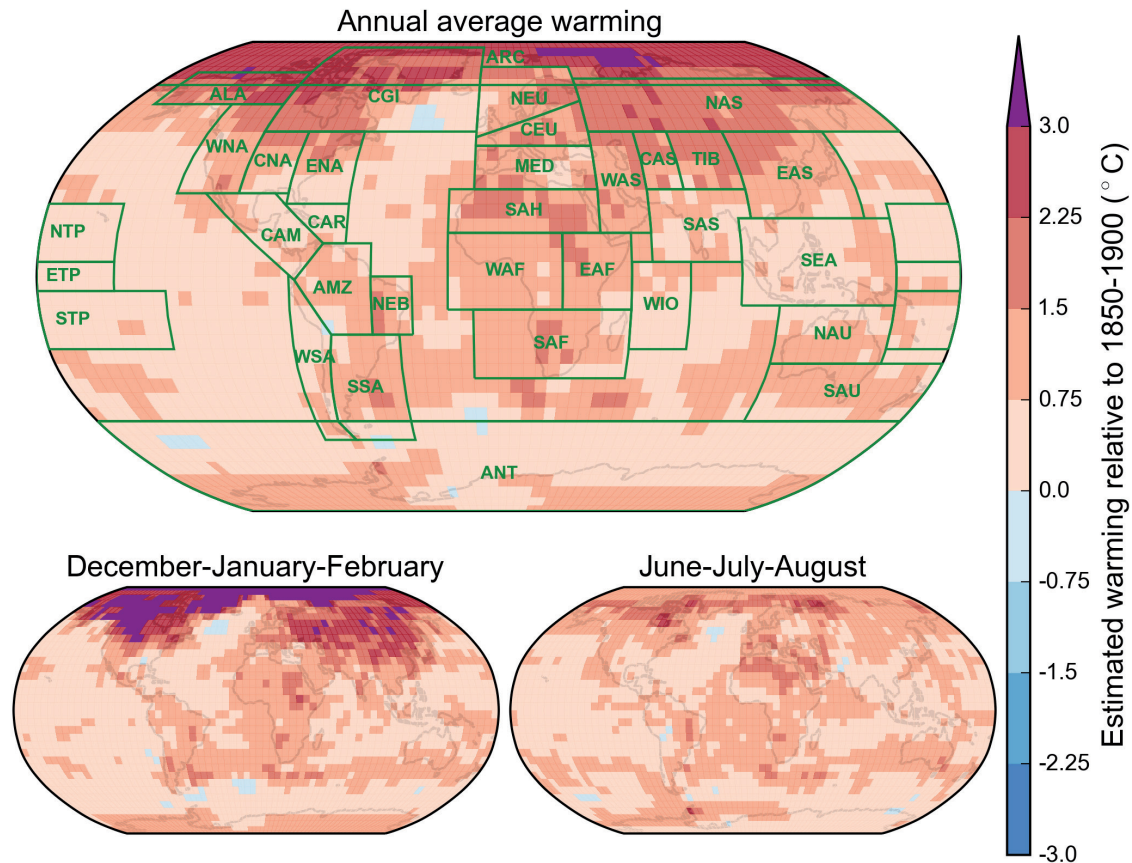 Annual average warming
ARC
ALA
CGI
NEU
NAS
CEU
WNA
CNA
ENA
MED
WAS
CAS
TIB
EAS
SAH
CAR
SAS
NTP
CAM
SEA
ETP
WAF
EAF
AMZ
NEB
WIO
STP
NAU
SAF
WSA
SSA
SAU
ANT
December-January-February
June-July-August
3.0
2.25
1.5
0.75
0.0
-0.75
-1.5
-2.25
-3.0
Estimated warming relative to 1850-1900 (°C)